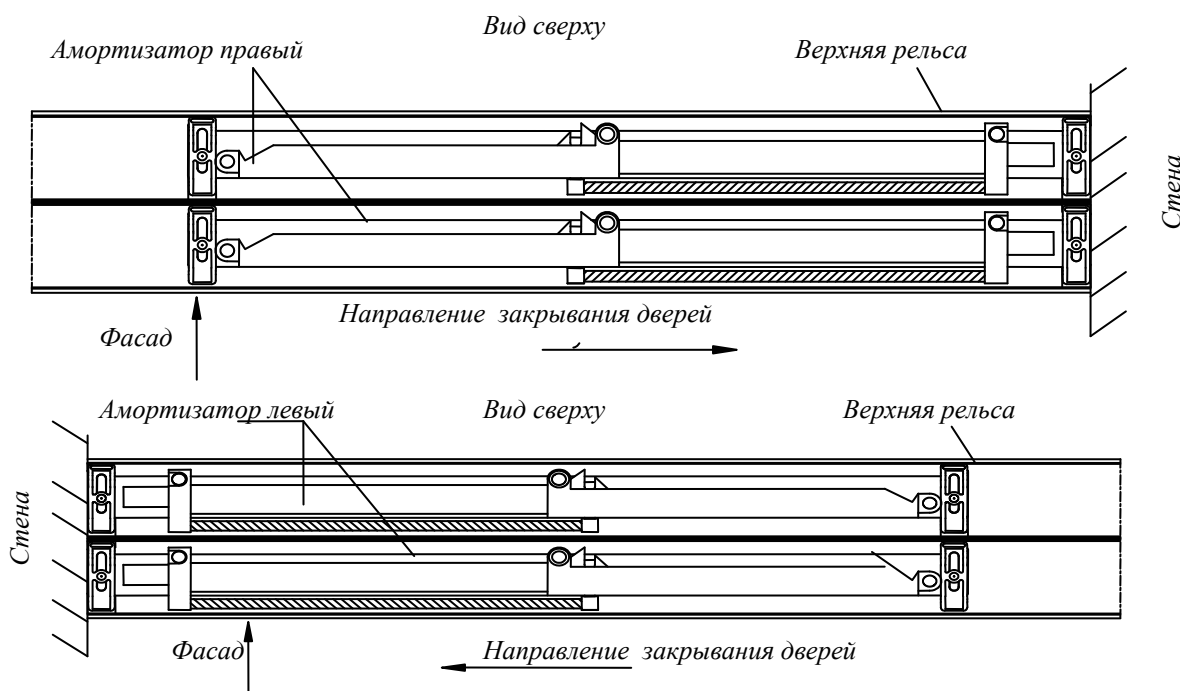 Вид сверху
Амортизатор правый
Верхняя рельса
Стена
Направление закрывания дверей
Фасад
Амортизатор левый
Вид сверху
Верхняя рельса
Стена
Фасад
Направление закрывания дверей